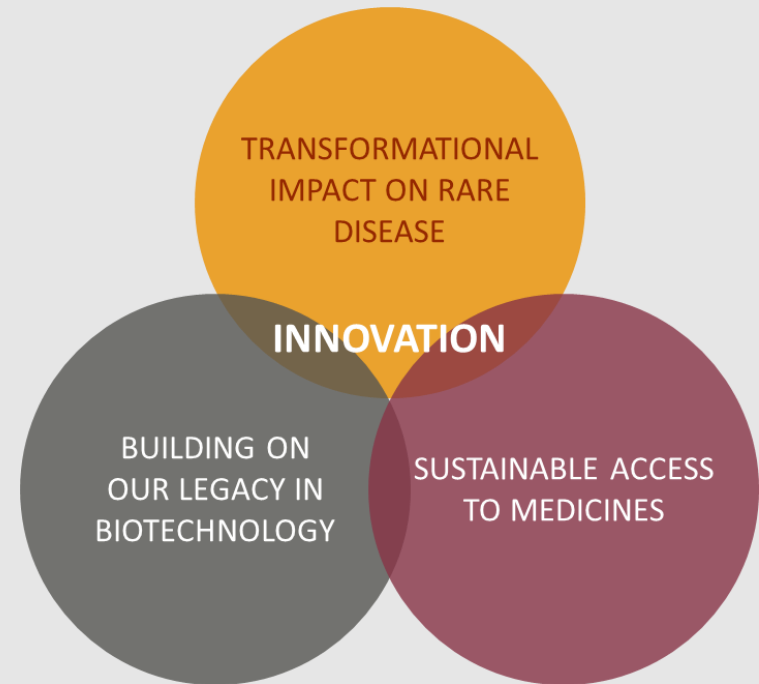 TRANSFORMATIONAL
IMPACT ON RARE
DISEASE
INNOVATION
BUILDING ON
OUR LEGACY IN
BIOTECHNOLOGY
SUSTAINABLE ACCESS
TO MEDICINES